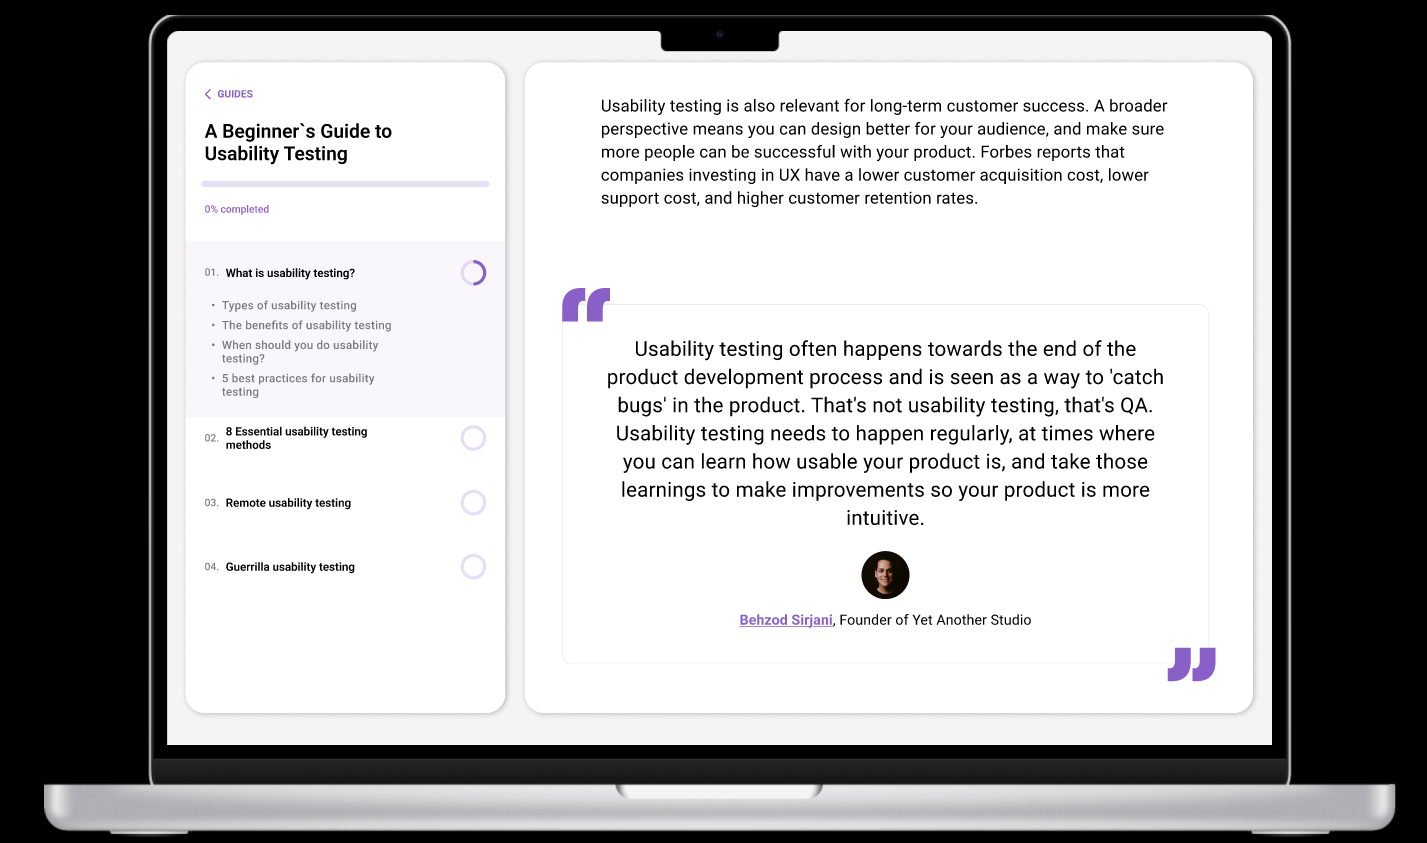 GUIDES
A Beginner`s Guide to
Usability Testing
0% completed
01. What is usability testing?
• Types of usability testing
• The benefits of usability testing
• When should you do usability
testing?
• 5 best practices for usability
testing
02. 8 Essential usability testing
methods
03. Remote usability testing
04. Guerrilla usability testing
Usability testing is also relevant for long-term customer success. A broader
perspective means you can design better for your audience, and make sure
more people can be successful with your product. Forbes reports that
companies investing in UX have a lower customer acquisition cost, lower
support cost, and higher customer retention rates.
Usability testing often happens towards the end of the
product development process and is seen as a way to 'catch
bugs' in the product. That's not usability testing, that's QA.
Usability testing needs to happen regularly, at times where
you can learn how usable your product is, and take those
learnings to make improvements so your product is more
intuitive.
Behzod Sirjani, Founder of Yet Another Studio